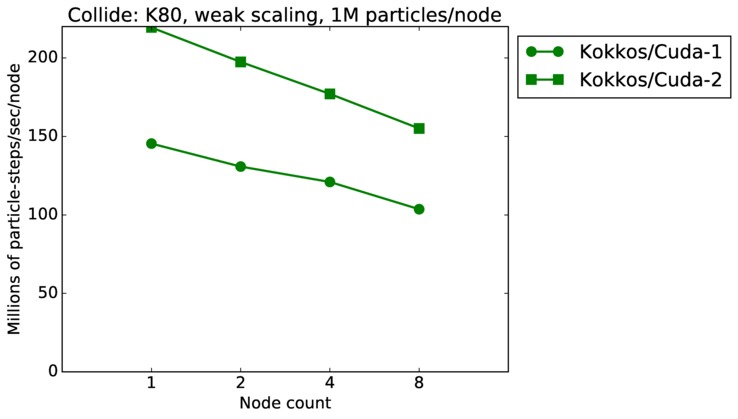 Collide: K80, weak scaling, 1M particles/node
Kokkos/Cuda-1
Kokkos/Cuda-2
Millions of particle-steps/sec/node
200
150
100
50
0
1 2 4 8
Node count